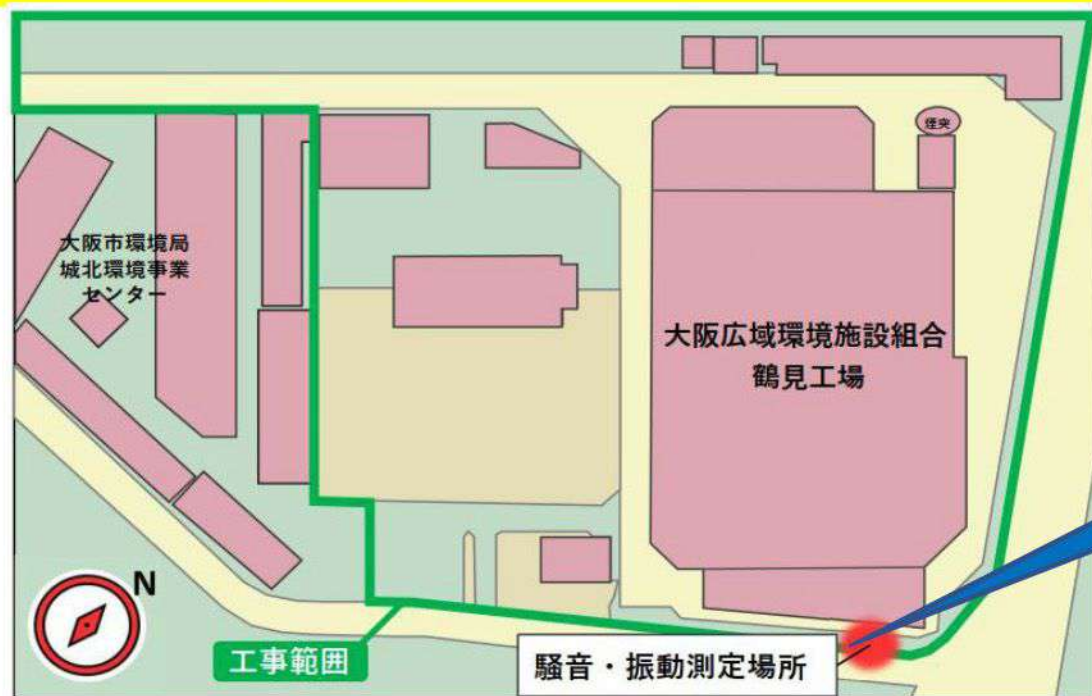 煙突
大阪市環境局
城北環境事業
センター
大阪広域環境施設組合
鶴見工場
N
工事範囲
騒音・振動測定場所